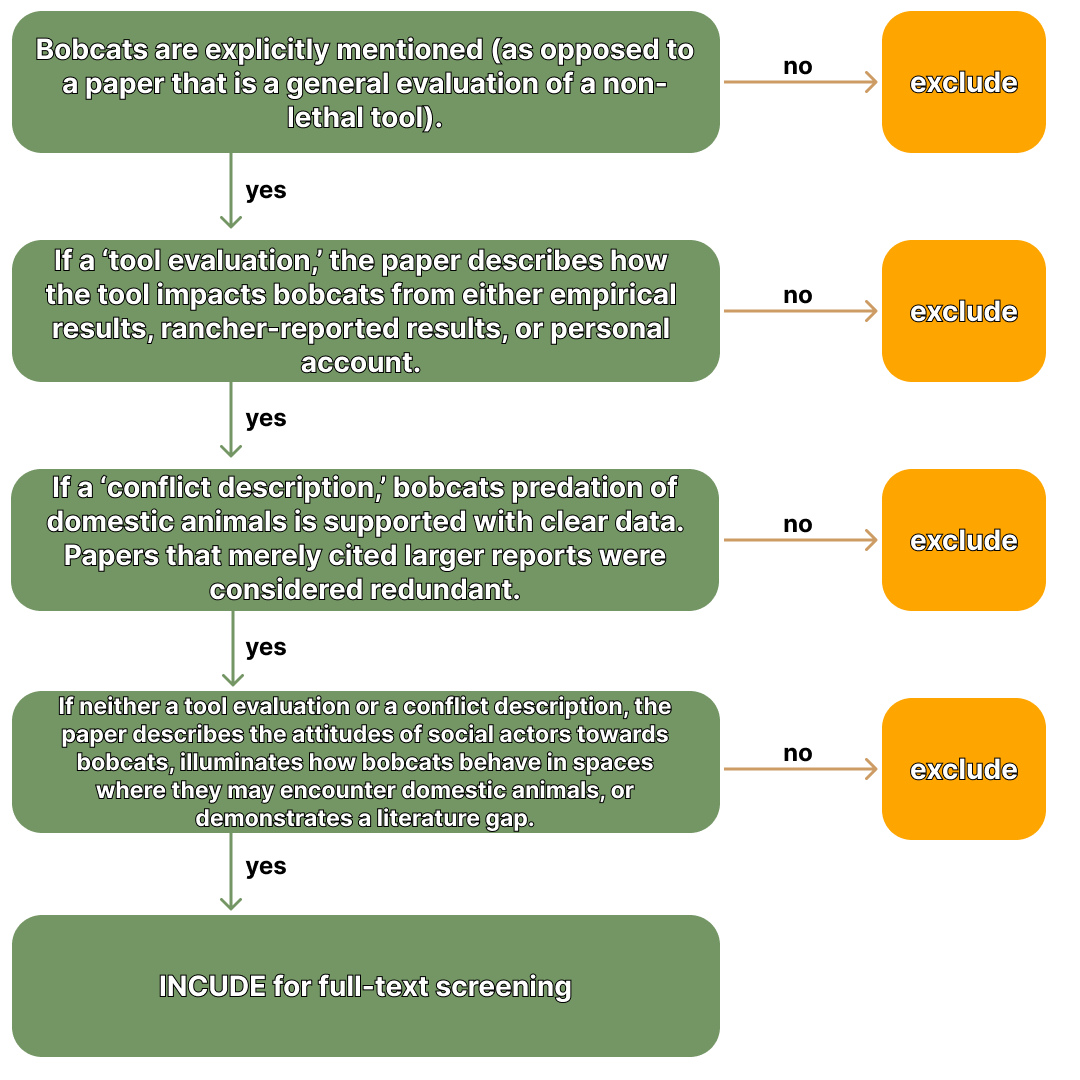 Bobcats are explicitly mentioned (as opposed to
a paper that is a general evaluation of a non-
lethal tool).
no
exclude
yes
If a ‘tool evaluation,’ the paper describes how
the tool impacts bobcats from either empirical
results, rancher-reported results, or personal
account.
no
exclude
yes
If a ‘conflict description,’ bobcats predation of
domestic animals is supported with clear data.
Papers that merely cited larger reports were
considered redundant.
no
exclude
yes
If neither a tool evaluation or a conflict description, the
paper describes the attitudes of social actors towards
bobcats, illuminates how bobcats behave in spaces
where they may encounter domestic animals, or
demonstrates a literature gap.
no
exclude
yes
INCUDE for full-text screening